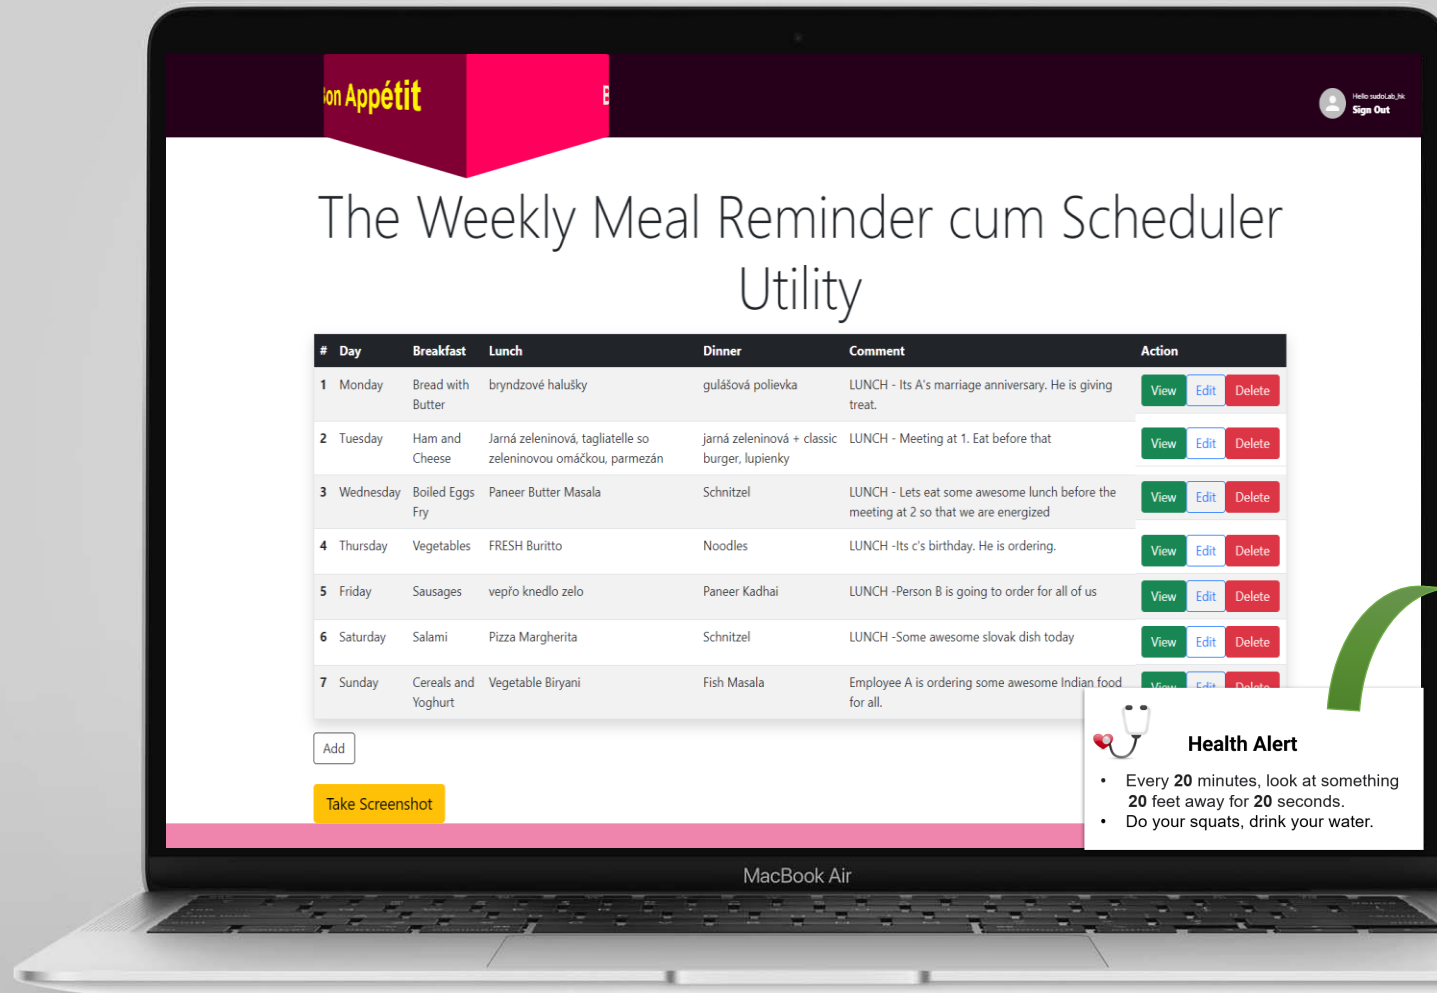 on Appétit
Hello sudoLab_hk
Sign Out
The Weekly Meal Reminder cum Scheduler
Utility
# Day Breakfast Lunch Dinner Comment Action
1 Monday Bread with Butter bryndzové halušky gulášová polievka LUNCH - Its A's marriage anniversary. He is giving treat. View Edit Delete
2 Tuesday Ham and Cheese Jarná zeleninová, tagliatelle so zeleninovou omáčkou, parmezán jarná zeleninová + classic burger, lupienky LUNCH - Meeting at 1. Eat before that View Edit Delete
3 Wednesday Boiled Eggs Fry Paneer Butter Masala Schnitzel LUNCH - Lets eat some awesome lunch before the meeting at 2 so that we are energized View Edit Delete
4 Thursday Vegetables FRESH Buritto Noodles LUNCH -Its c's birthday. He is ordering. View Edit Delete
5 Friday Sausages vepřo knedlo zelo Paneer Kadhai LUNCH -Person B is going to order for all of us View Edit Delete
6 Saturday Salami Pizza Margherita Schnitzel LUNCH -Some awesome slovak dish today View Edit Delete
7 Sunday Cereals and Yoghurt Vegetable Biryani Fish Masala Employee A is ordering some awesome Indian food for all. View Edit Delete
Add
Take Screenshot
Health Alert
• Every 20 minutes, look at something
20 feet away for 20 seconds.
• Do your squats, drink your water.
MacBook Air